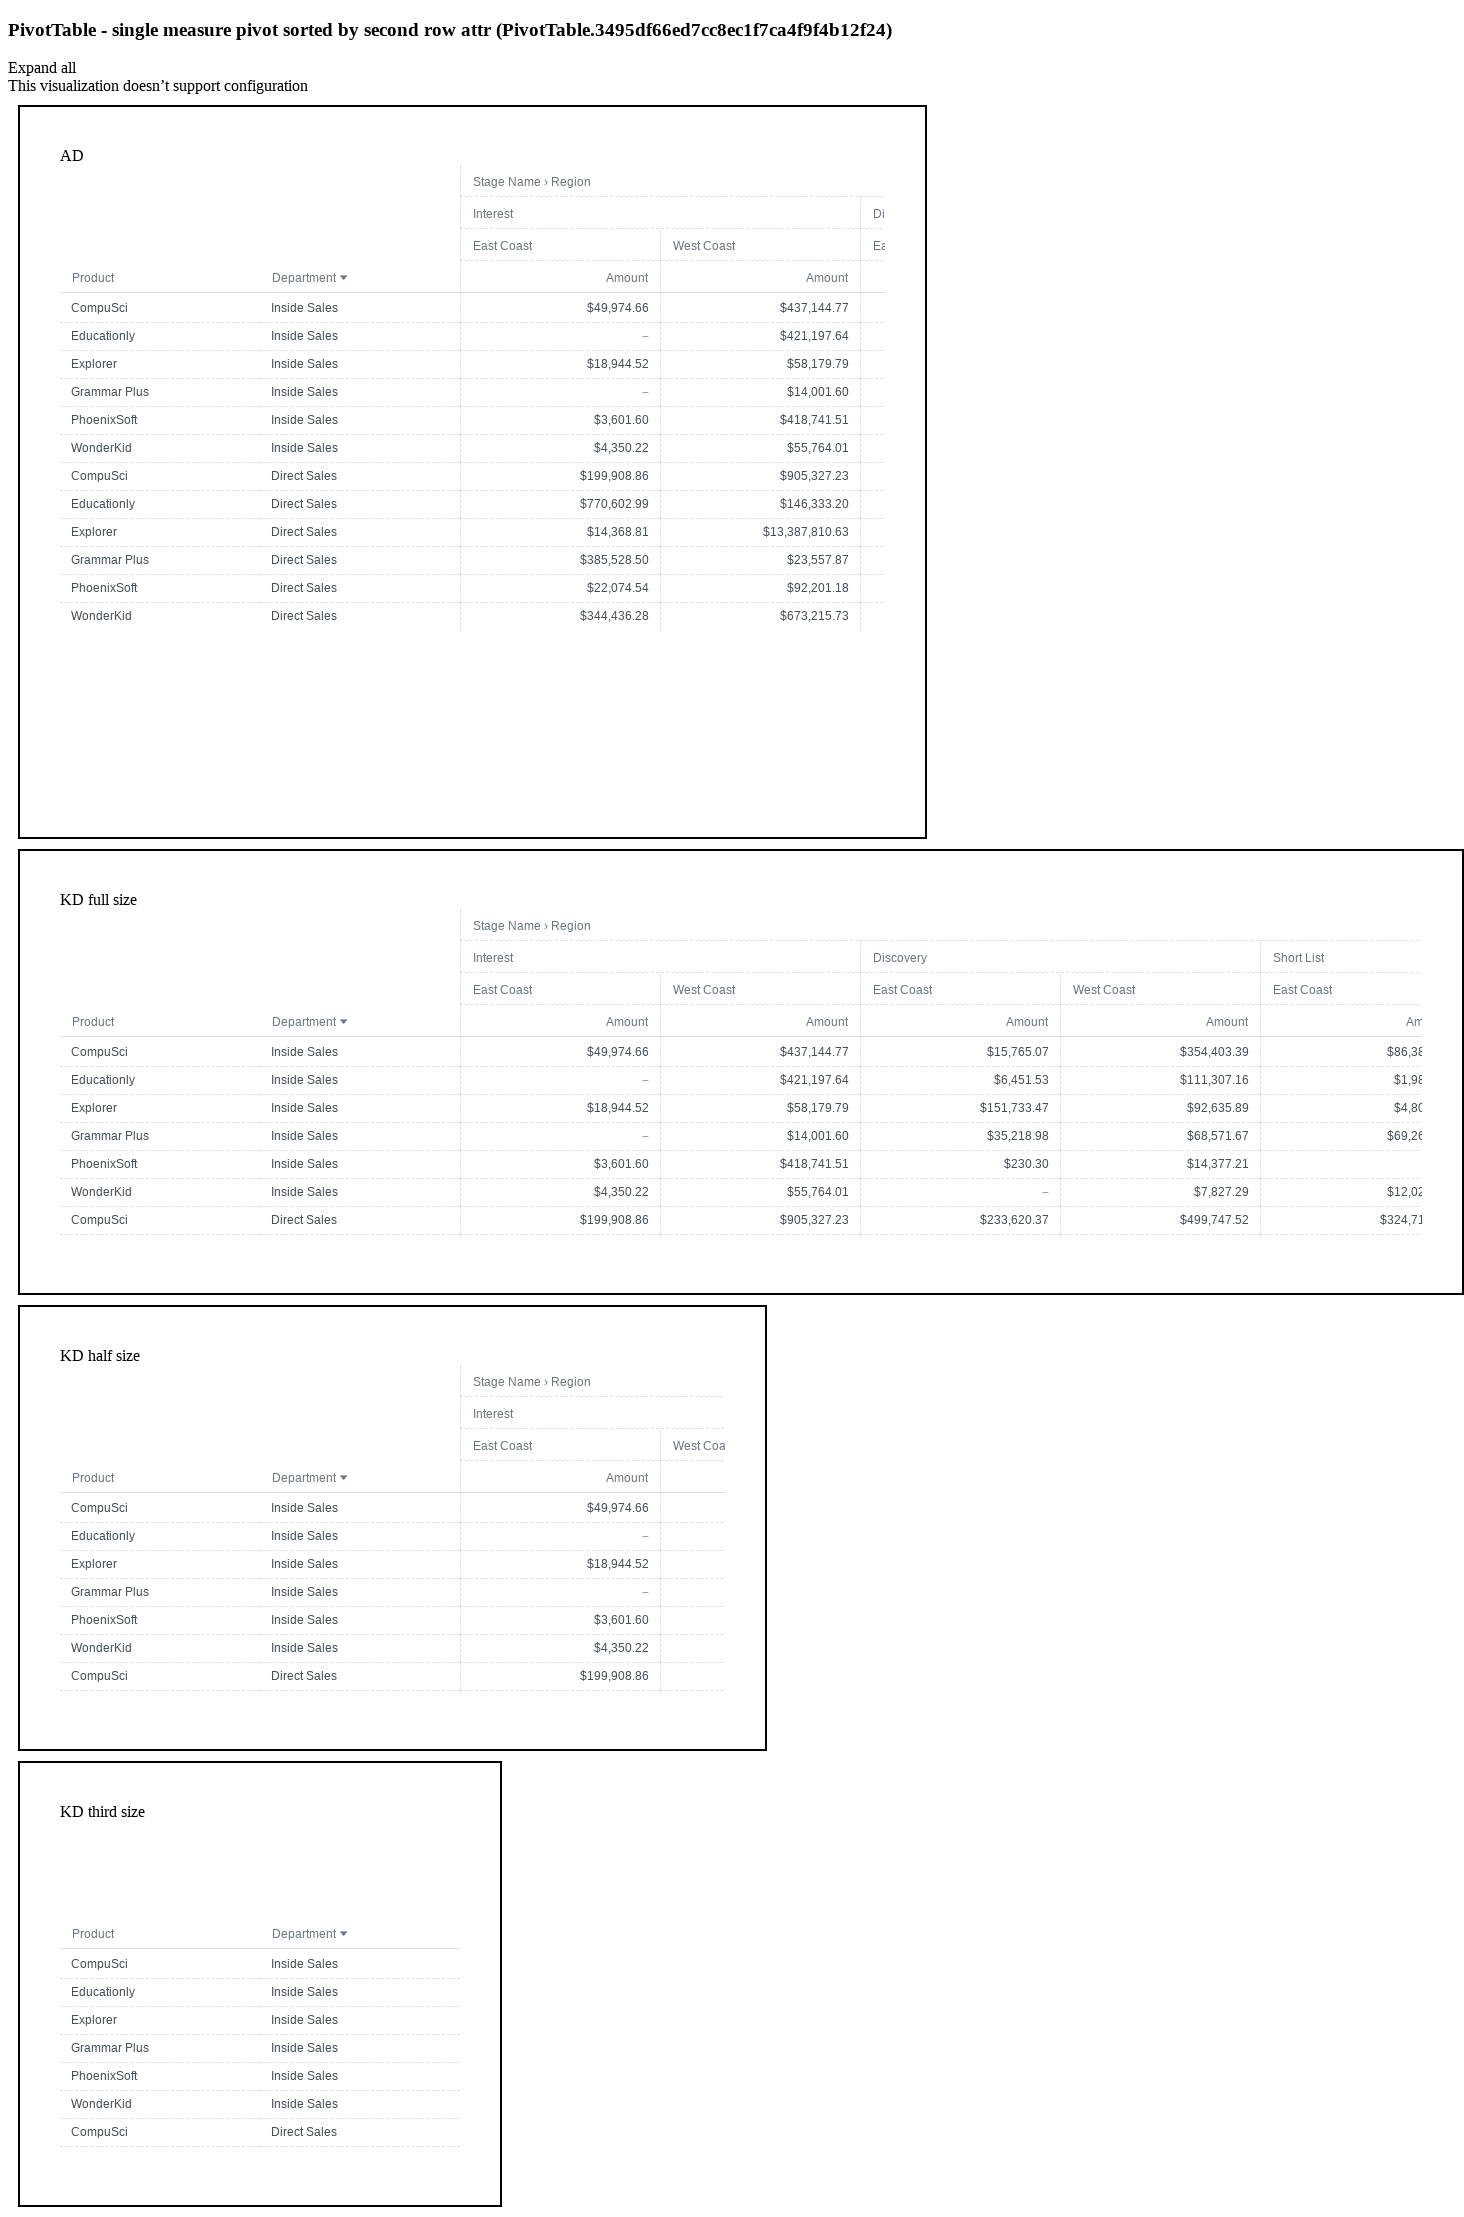 PivotTable - single measure pivot sorted by second row attr (PivotTable.3495df66ed7cc8ec1f7ca4f9f4b12f24)
Expand all
This visualization doesn’t support configuration
AD
Stage Name › Region
Interest Di
East Coast West Coast Ea
Product Department Amount Amount
CompuSci Inside Sales $49,974.66 $437,144.77
Educationly Inside Sales – $421,197.64
Explorer Inside Sales $18,944.52 $58,179.79
Grammar Plus Inside Sales – $14,001.60
PhoenixSoft Inside Sales $3,601.60 $418,741.51
WonderKid Inside Sales $4,350.22 $55,764.01
CompuSci Direct Sales $199,908.86 $905,327.23
Educationly Direct Sales $770,602.99 $146,333.20
Explorer Direct Sales $14,368.81 $13,387,810.63
Grammar Plus Direct Sales $385,528.50 $23,557.87
PhoenixSoft Direct Sales $22,074.54 $92,201.18
WonderKid Direct Sales $344,436.28 $673,215.73
KD full size
Stage Name › Region
Interest Discovery Short List
East Coast West Coast East Coast West Coast East Coast
Product Department Amount Amount Amount Amount Am
CompuSci Inside Sales $49,974.66 $437,144.77 $15,765.07 $354,403.39 $86,38
Educationly Inside Sales – $421,197.64 $6,451.53 $111,307.16 $1,98
Explorer Inside Sales $18,944.52 $58,179.79 $151,733.47 $92,635.89 $4,80
Grammar Plus Inside Sales – $14,001.60 $35,218.98 $68,571.67 $69,26
PhoenixSoft Inside Sales $3,601.60 $418,741.51 $230.30 $14,377.21
WonderKid Inside Sales $4,350.22 $55,764.01 – $7,827.29 $12,02
CompuSci Direct Sales $199,908.86 $905,327.23 $233,620.37 $499,747.52 $324,71
KD half size
Stage Name › Region
Interest
East Coast West Coa
Product Department Amount
CompuSci Inside Sales $49,974.66
Educationly Inside Sales –
Explorer Inside Sales $18,944.52
Grammar Plus Inside Sales –
PhoenixSoft Inside Sales $3,601.60
WonderKid Inside Sales $4,350.22
CompuSci Direct Sales $199,908.86
KD third size
Product Department
CompuSci Inside Sales
Educationly Inside Sales
Explorer Inside Sales
Grammar Plus Inside Sales
PhoenixSoft Inside Sales
WonderKid Inside Sales
CompuSci Direct Sales